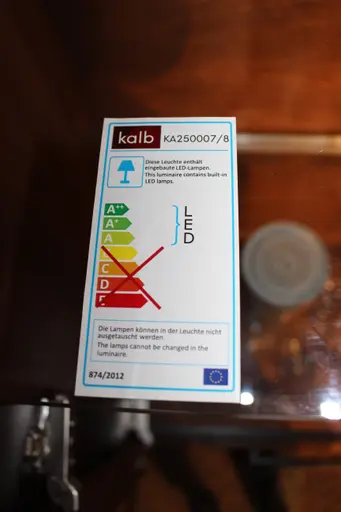 kalb KA250007/8
Diese Leuchte enthält
eingebaute LED-Lampen.
This luminaire contains built-in
LED lamps.
A++
A+
A
C
D
E
L
E
D
Die Lampen können in der Leuchte nicht
ausgetauscht werden.
The lamps cannot be changed in the
luminaire.
874/2012